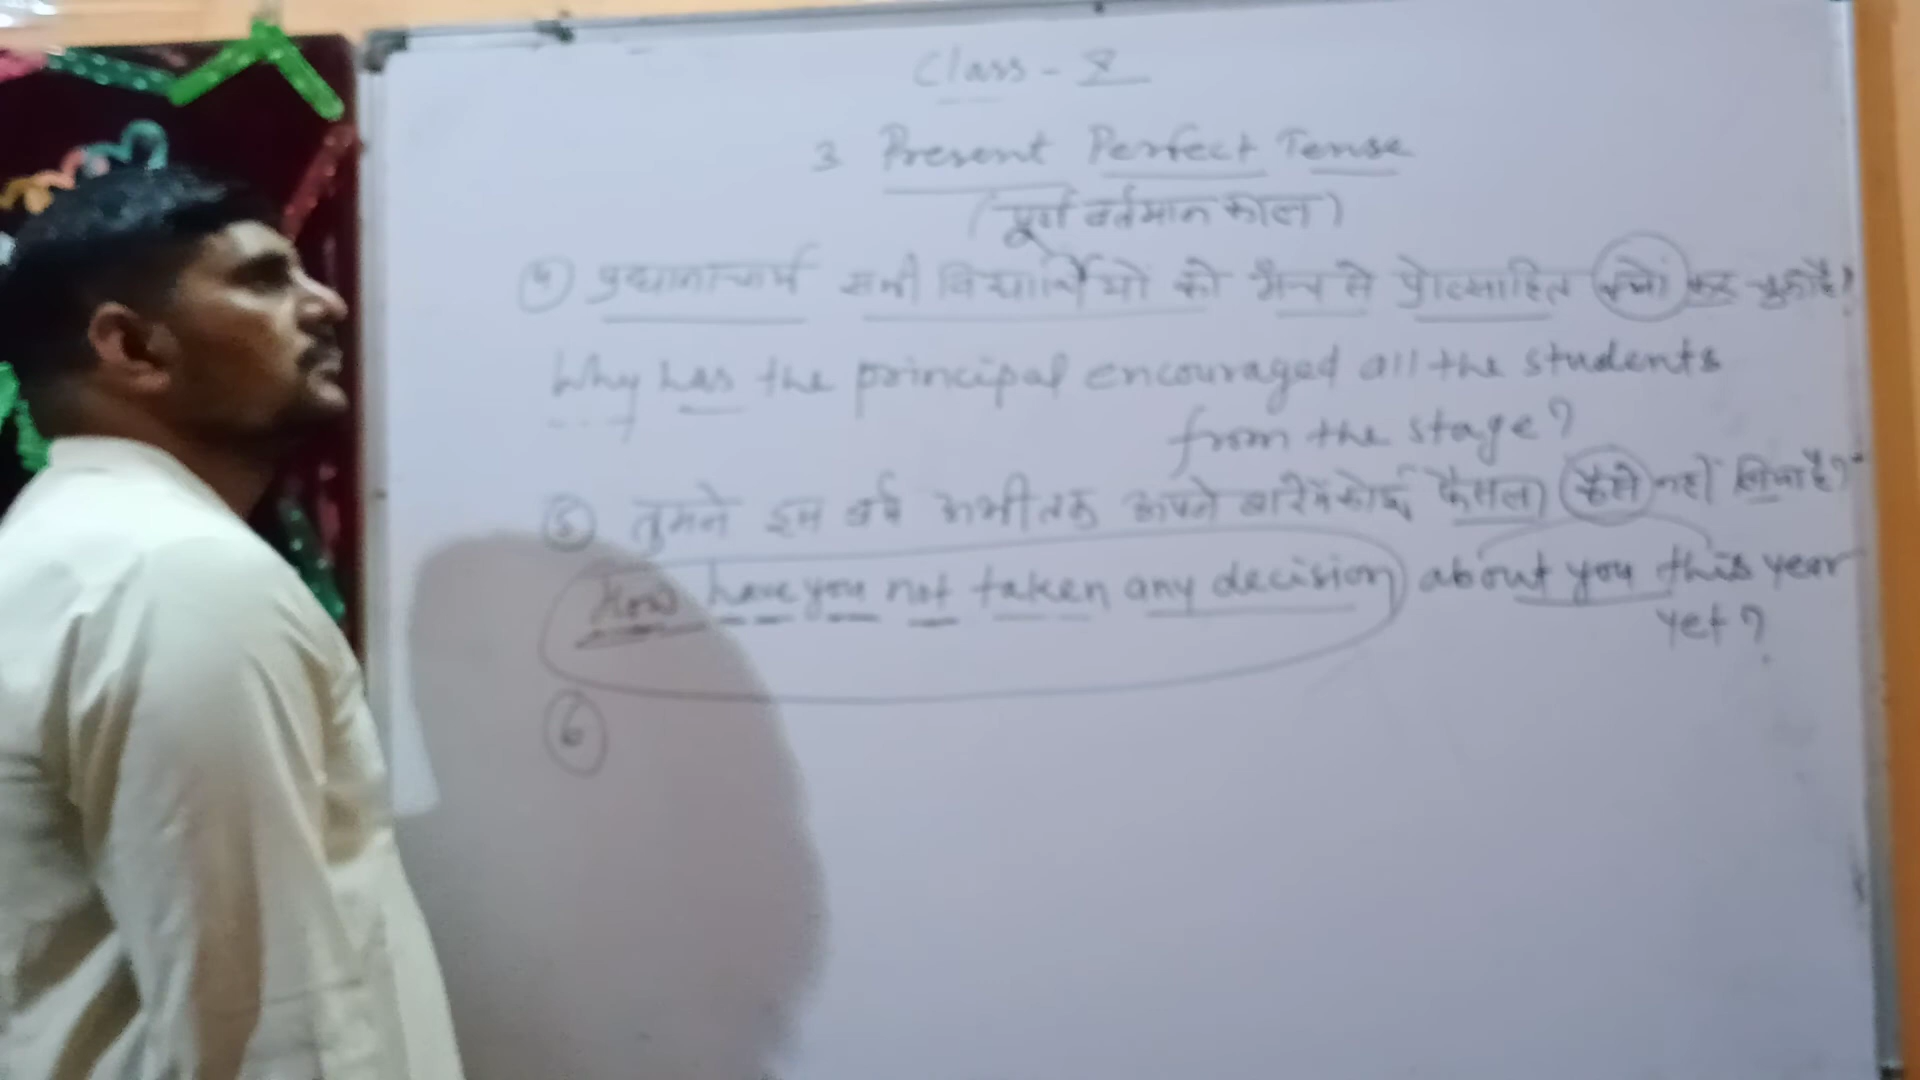 Class - X
3 Present Perfect Tense
(पूर्ण वर्तमान काल)
④ प्रधानाचार्य सभी विद्यार्थियों को मंच से प्रोत्साहित क्यों कर चुका है?
Why has the principal encouraged all the students
from the stage?
⑤ तुमने इस वर्ष अभी तक अपने बारे में कोई फैसला कैसे नहीं लिया है?
How have you not taken any decision about you this year
yet?
⑥